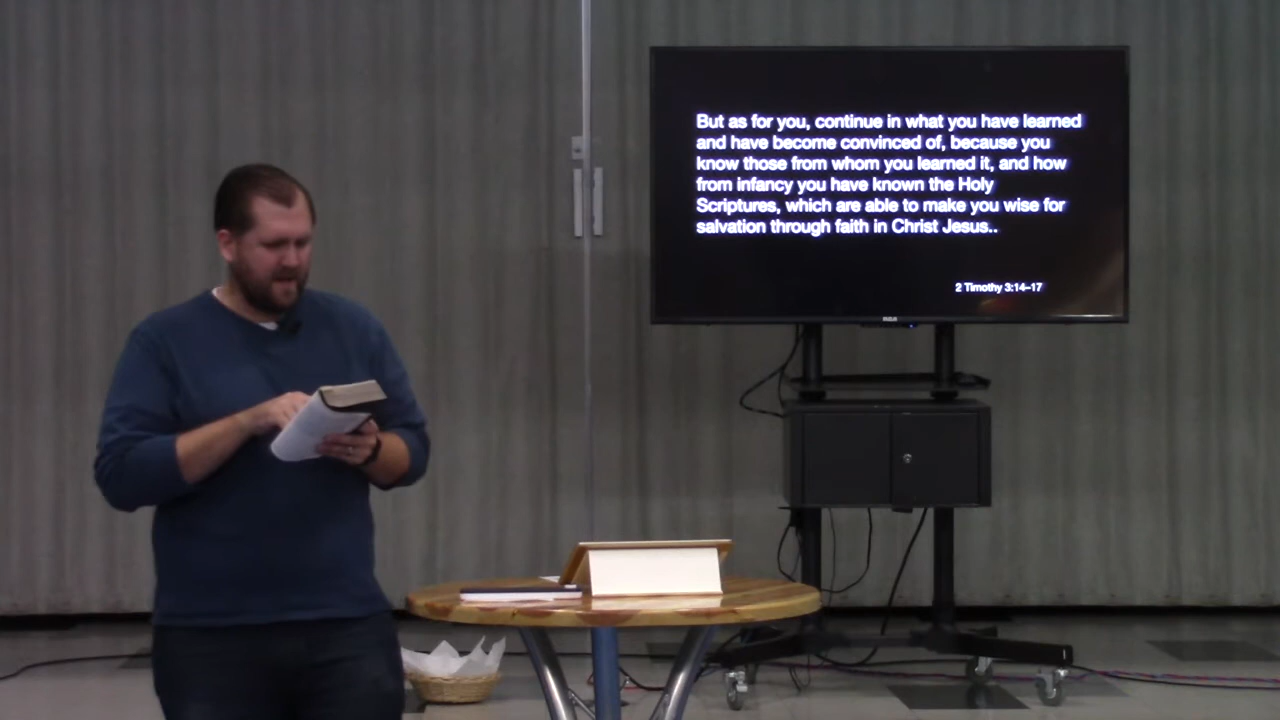 But as for you, continue in what you have learned
and have become convinced of, because you
know those from whom you learned it, and how
from infancy you have known the Holy
Scriptures, which are able to make you wise for
salvation through faith in Christ Jesus..
2 Timothy 3:14–17
RCA